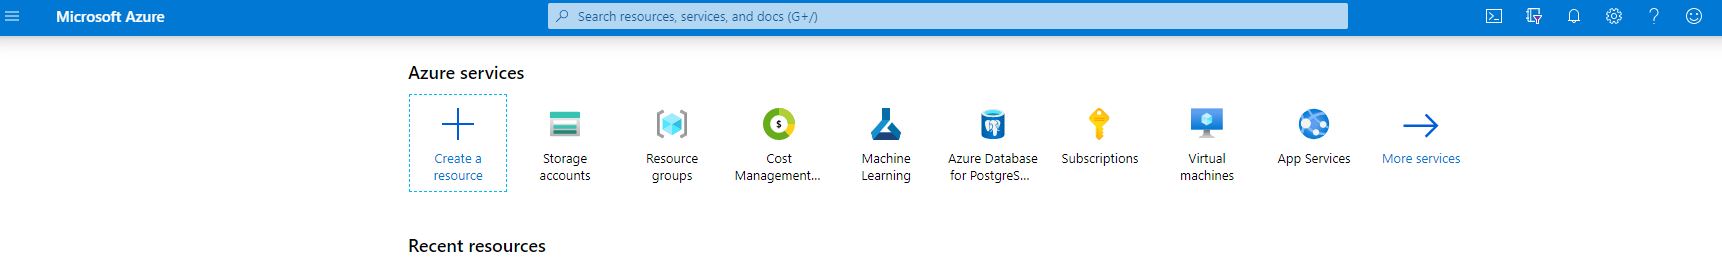 Microsoft Azure
Search resources, services, and docs (G+/)
Azure services
Create a
resource
Storage
accounts
Resource
groups
$
Cost
Management...
Machine
Learning
Azure Database
for PostgreS...
Subscriptions
Virtual
machines
App Services
More services
Recent resources